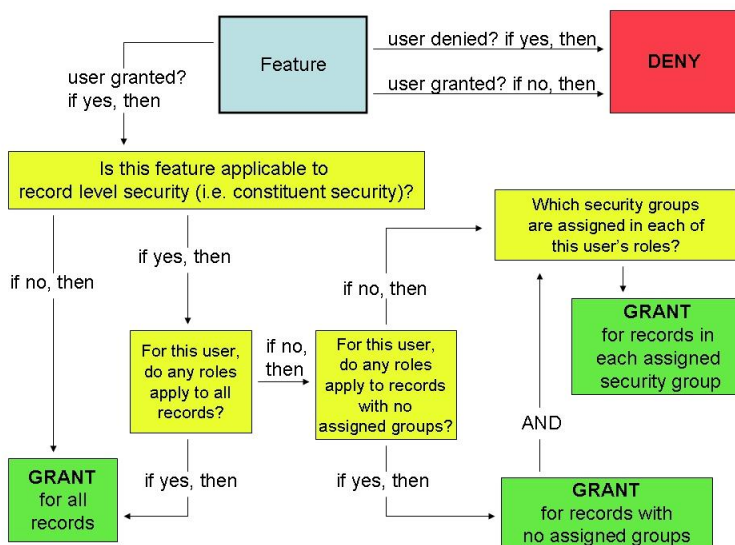 user granted?
if yes, then
Feature
user denied? if yes, then
user granted? if no, then
DENY
Is this feature applicable to
record level security (i.e. constituent security)?
Which security groups
are assigned in each of
this user's roles?
if no, then
if yes, then
if no, then
GRANT
for records in
each assigned
security group
For this user,
do any roles
apply to all
records?
if no,
then
For this user,
do any roles
apply to records
with no
assigned groups?
AND
if yes, then
if yes, then
GRANT
for all
records
GRANT
for records with
no assigned groups